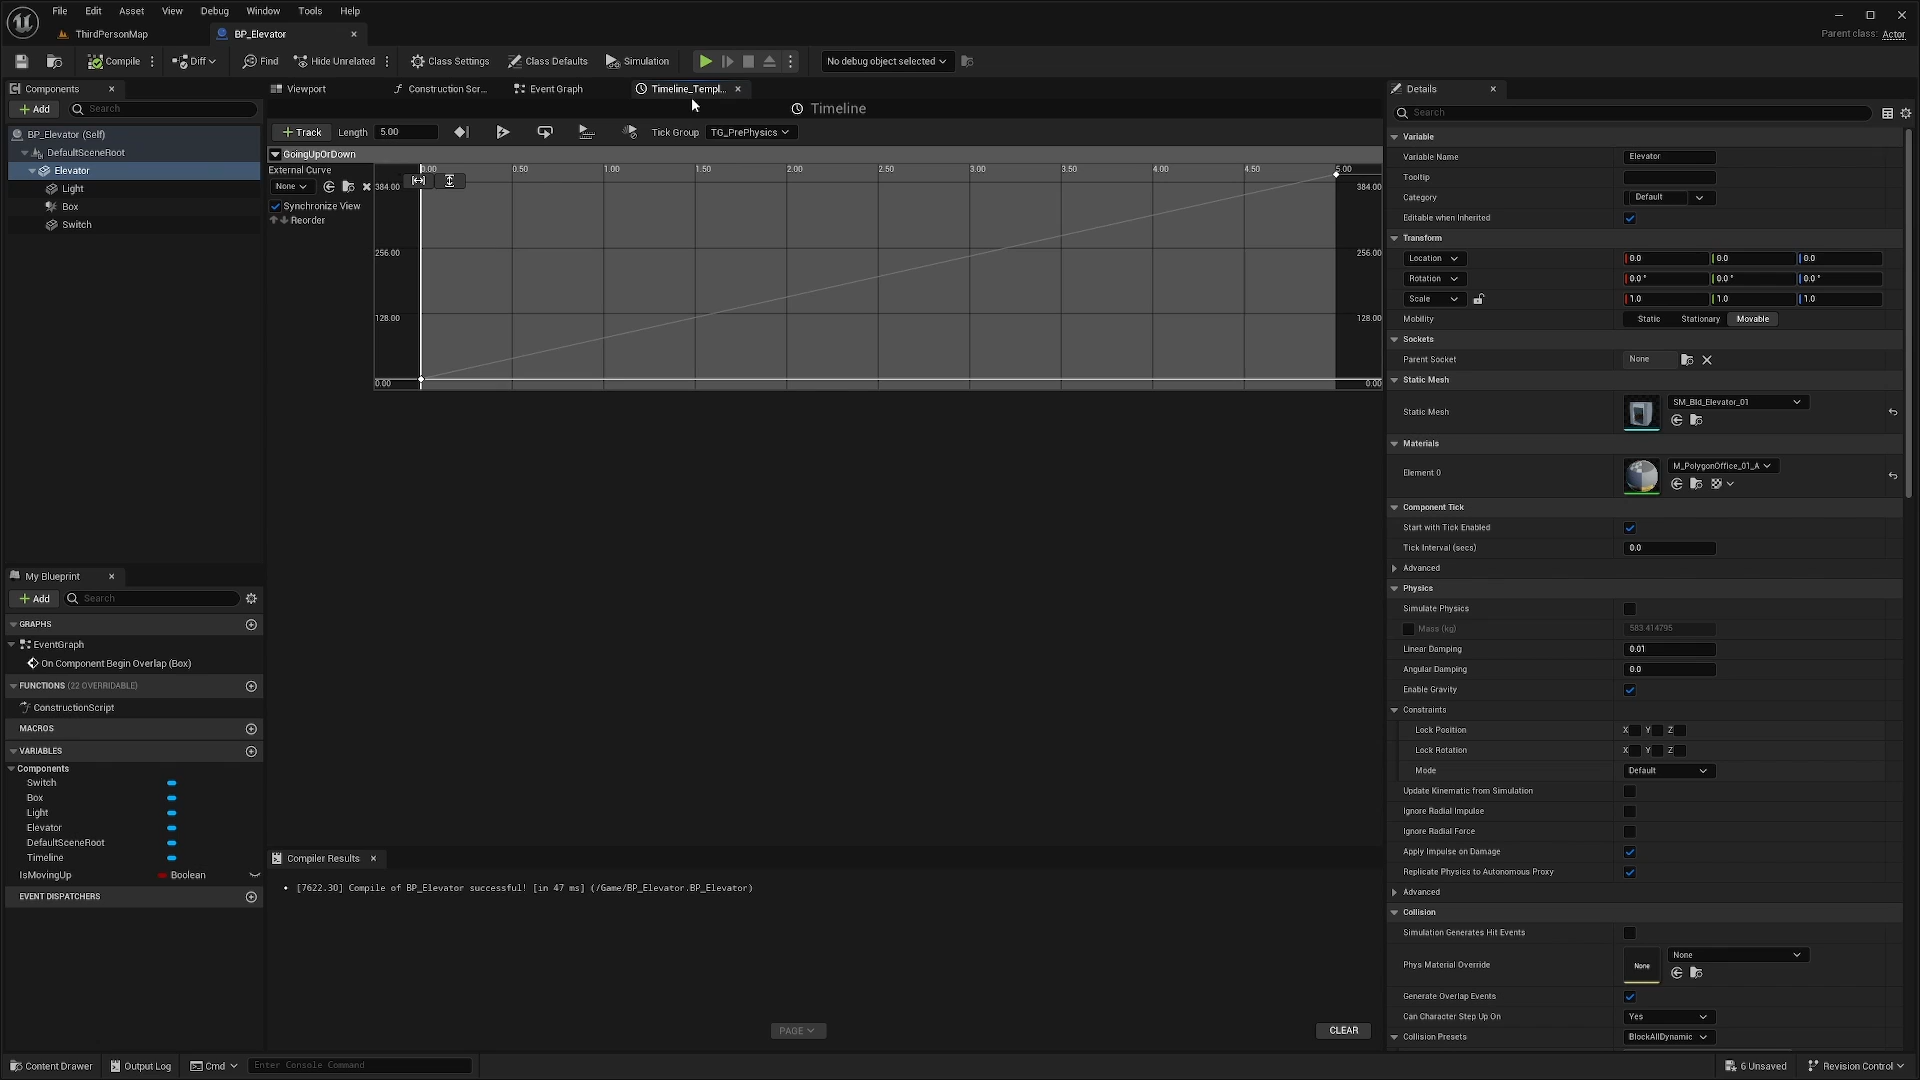 File Edit Asset View Debug Window Tools Help
ThirdPersonMap BP_Elevator
Parent class: Actor
Compile Diff Find Hide Unrelated Class Settings Class Defaults Simulation No debug object selected
Components
Add Search
BP_Elevator (Self)
DefaultSceneRoot
Elevator
Light
Box
Switch
Viewport Construction Scr... Event Graph Timeline_Templ...
Timeline
Track Length 5.00 Tick Group TG_PrePhysics
GoingUpOrDown
External Curve
None
Synchronize View
Reorder
0.00 0.50 1.00 1.50 2.00 2.50 3.00 3.50 4.00 4.50 5.00
384.00 384.00
256.00 256.00
128.00 128.00
0.00 0.00
My Blueprint
Add Search
GRAPHS
EventGraph
On Component Begin Overlap (Box)
FUNCTIONS (22 OVERRIDABLE)
ConstructionScript
MACROS
VARIABLES
Components
Switch
Box
Light
Elevator
DefaultSceneRoot
Timeline
IsMovingUp Boolean
EVENT DISPATCHERS
Compiler Results
• [7622.30] Compile of BP_Elevator successful! [in 47 ms] (/Game/BP_Elevator.BP_Elevator)
PAGE CLEAR
Details
Search
Variable
Variable Name Elevator
Tooltip
Category Default
Editable when Inherited
Transform
Location 0.0 0.0 0.0
Rotation 0.0° 0.0° 0.0°
Scale 1.0 1.0 1.0
Mobility Static Stationary Movable
Sockets
Parent Socket None
Static Mesh
Static Mesh SM_Bld_Elevator_01
Materials
Element 0 M_PolygonOffice_01_A
Component Tick
Start with Tick Enabled
Tick Interval (secs) 0.0
Advanced
Physics
Simulate Physics
Mass (kg) 583.414795
Linear Damping 0.01
Angular Damping 0.0
Enable Gravity
Constraints
Lock Position X Y Z
Lock Rotation X Y Z
Mode Default
Update Kinematic from Simulation
Ignore Radial Impulse
Ignore Radial Force
Apply Impulse on Damage
Replicate Physics to Autonomous Proxy
Advanced
Collision
Simulation Generates Hit Events
Phys Material Override None None
Generate Overlap Events
Can Character Step Up On Yes
Collision Presets BlockAllDynamic
Content Drawer Output Log Cmd Enter Console Command 6 Unsaved Revision Control